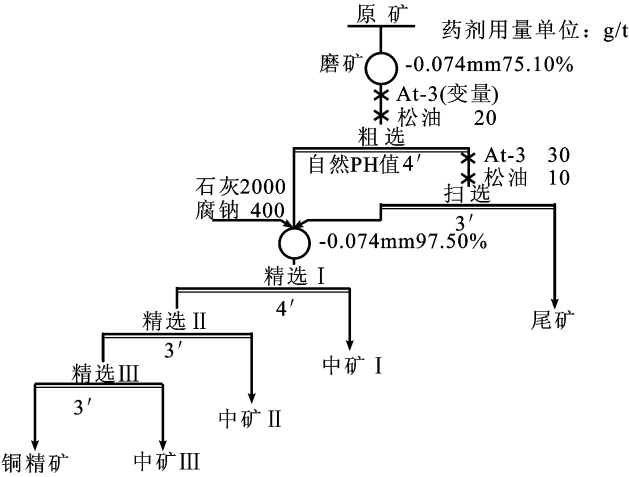 原 矿
药剂用量单位：g/t
磨矿
-0.074mm75.10%
At-3(变量)
松油 20
粗选
自然PH值4′
At-3 30
松油 10
石灰2000
腐钠 400
扫选
3′
-0.074mm97.50%
精选Ⅰ
4′
尾矿
精选Ⅱ
3′
中矿Ⅰ
精选Ⅲ
3′
中矿Ⅱ
铜精矿
中矿Ⅲ